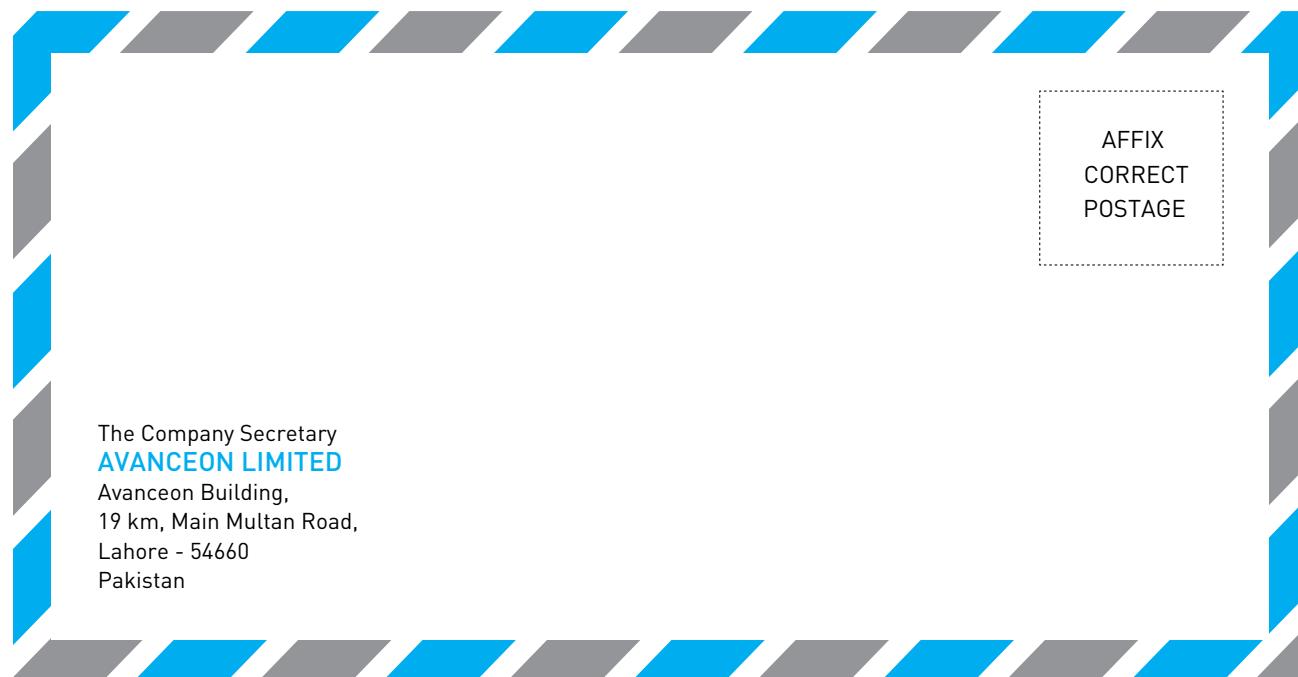 AFFIX
CORRECT
POSTAGE
The Company Secretary
AVANCEON LIMITED
Avanceon Building,
19 km, Main Multan Road,
Lahore - 54660
Pakistan